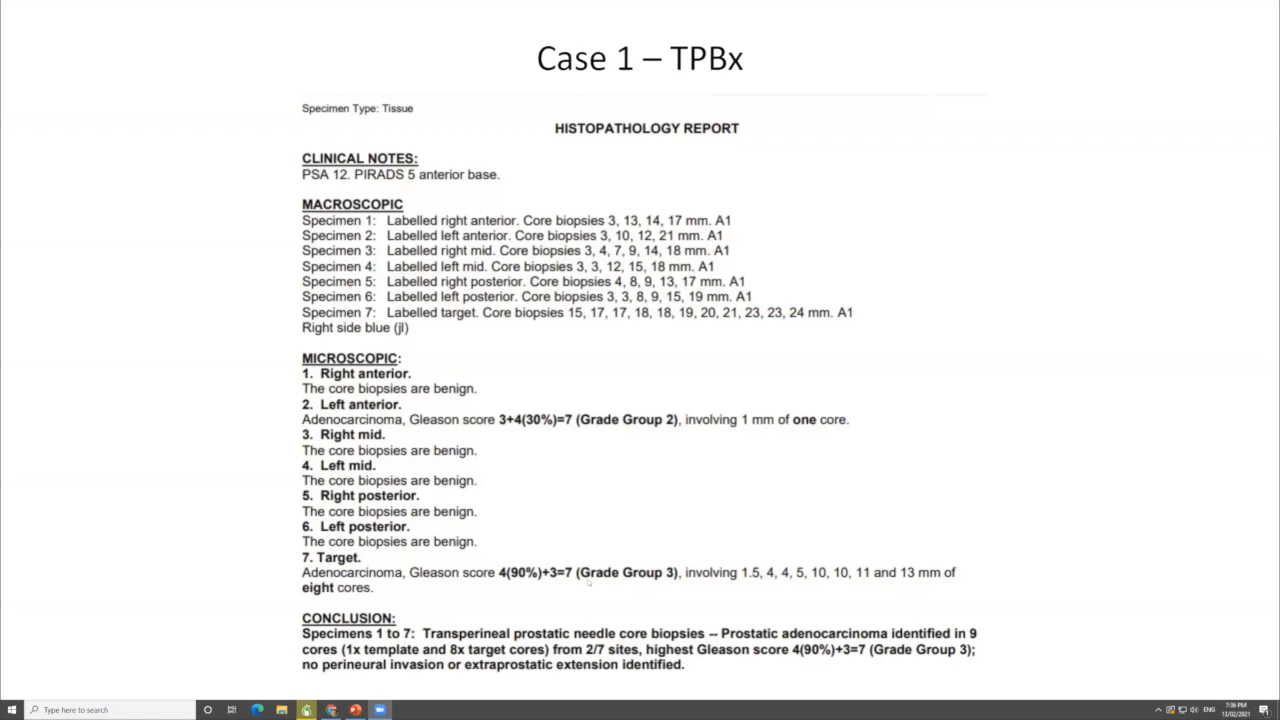 Case 1 – TPBx
Specimen Type: Tissue
HISTOPATHOLOGY REPORT
CLINICAL NOTES:
PSA 12. PIRADS 5 anterior base.
MACROSCOPIC
Specimen 1: Labelled right anterior. Core biopsies 3, 13, 14, 17 mm. A1
Specimen 2: Labelled left anterior. Core biopsies 3, 10, 12, 21 mm. A1
Specimen 3: Labelled right mid. Core biopsies 3, 4, 7, 9, 14, 18 mm. A1
Specimen 4: Labelled left mid. Core biopsies 3, 3, 12, 15, 18 mm. A1
Specimen 5: Labelled right posterior. Core biopsies 4, 8, 9, 13, 17 mm. A1
Specimen 6: Labelled left posterior. Core biopsies 3, 3, 8, 9, 15, 19 mm. A1
Specimen 7: Labelled target. Core biopsies 15, 17, 17, 18, 18, 19, 20, 21, 23, 23, 24 mm. A1
Right side blue (jl)
MICROSCOPIC:
1. Right anterior.
The core biopsies are benign.
2. Left anterior.
Adenocarcinoma, Gleason score 3+4(30%)=7 (Grade Group 2), involving 1 mm of one core.
3. Right mid.
The core biopsies are benign.
4. Left mid.
The core biopsies are benign.
5. Right posterior.
The core biopsies are benign.
6. Left posterior.
The core biopsies are benign.
7. Target.
Adenocarcinoma, Gleason score 4(90%)+3=7 (Grade Group 3), involving 1.5, 4, 4, 5, 10, 10, 11 and 13 mm of
eight cores.
CONCLUSION:
Specimens 1 to 7: Transperineal prostatic needle core biopsies -- Prostatic adenocarcinoma identified in 9
cores (1x template and 8x target cores) from 2/7 sites, highest Gleason score 4(90%)+3=7 (Grade Group 3);
no perineural invasion or extraprostatic extension identified.
Type here to search
ENG
7:36 PM
13/02/2021